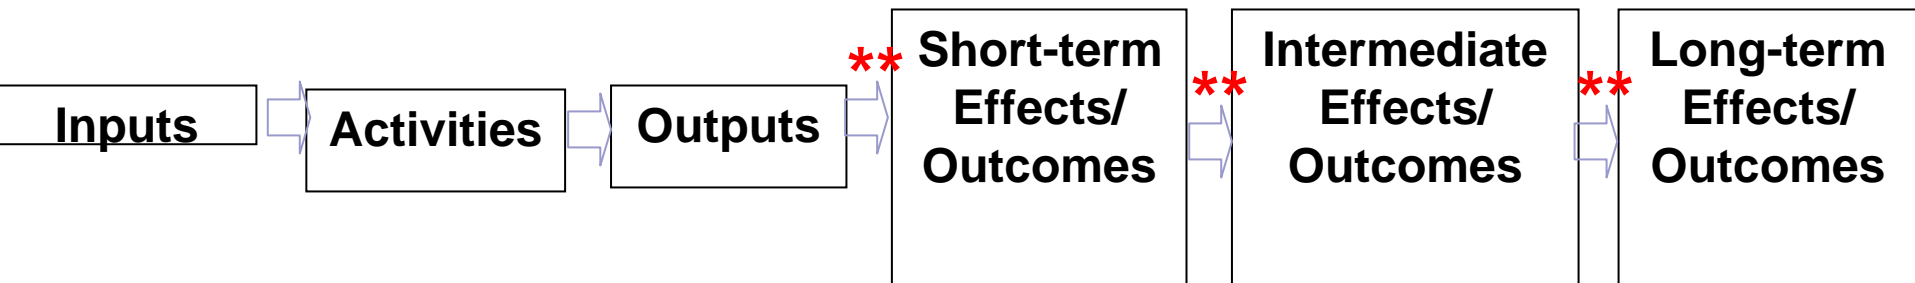 Inputs
Activities
Outputs
**
Short-term
Effects/
Outcomes
**
Intermediate
Effects/
Outcomes
**
Long-term
Effects/
Outcomes